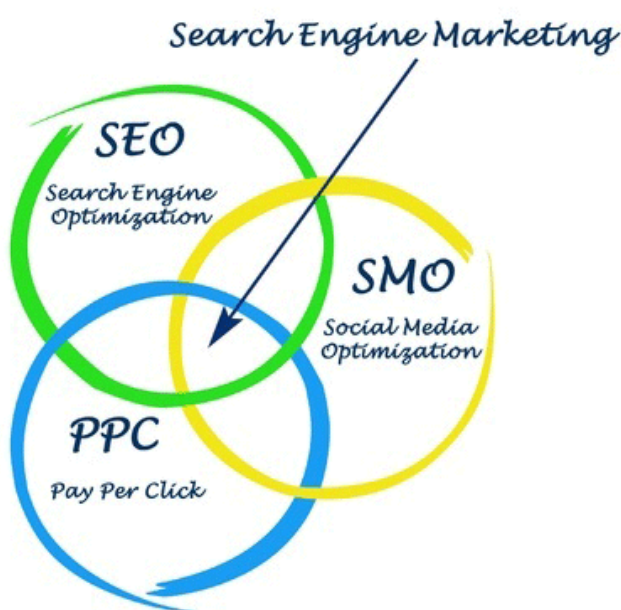 Search Engine Marketing
SEO
Search Engine
Optimization
SMO
Social Media
Optimization
PPC
Pay Per Click